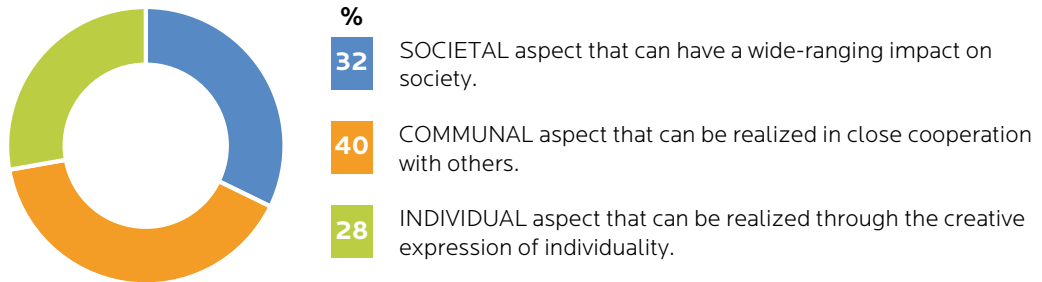 %
32 SOCIETAL aspect that can have a wide-ranging impact on
society.
40 COMMUNAL aspect that can be realized in close cooperation
with others.
28 INDIVIDUAL aspect that can be realized through the creative
expression of individuality.